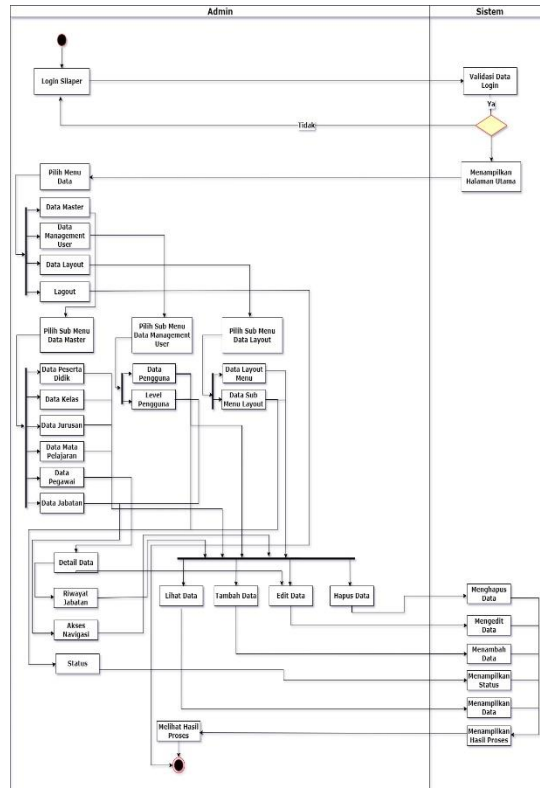 Admin
Sistem
Login Silaper
Validasi Data
Login
Ya
Tidak
Pilih Menu
Data
Menampilkan
Halaman Utama
Data Master
Data
Management
User
Data Layout
Lagout
Pilih Sub Menu
Data Master
Pilih Sub Menu
Data Management
User
Pilih Sub Menu
Data Layout
Data Peserta
Didik
Data
Pengguna
Data Layout
Menu
Data Kelas
Level
Pengguna
Data Sub
Menu Layout
Data Jurusan
Data Mata
Pelajaran
Data
Pegawai
Data Jabatan
Detail Data
Riwayat
Jabatan
Lihat Data
Tambah Data
Edit Data
Hapus Data
Menghapus
Data
Akses
Navigasi
Mengedit
Data
Menambah
Data
Status
Menampilkan
Status
Menampilkan
Data
Melihat Hasil
Proses
Menampilkan
Hasil Proses